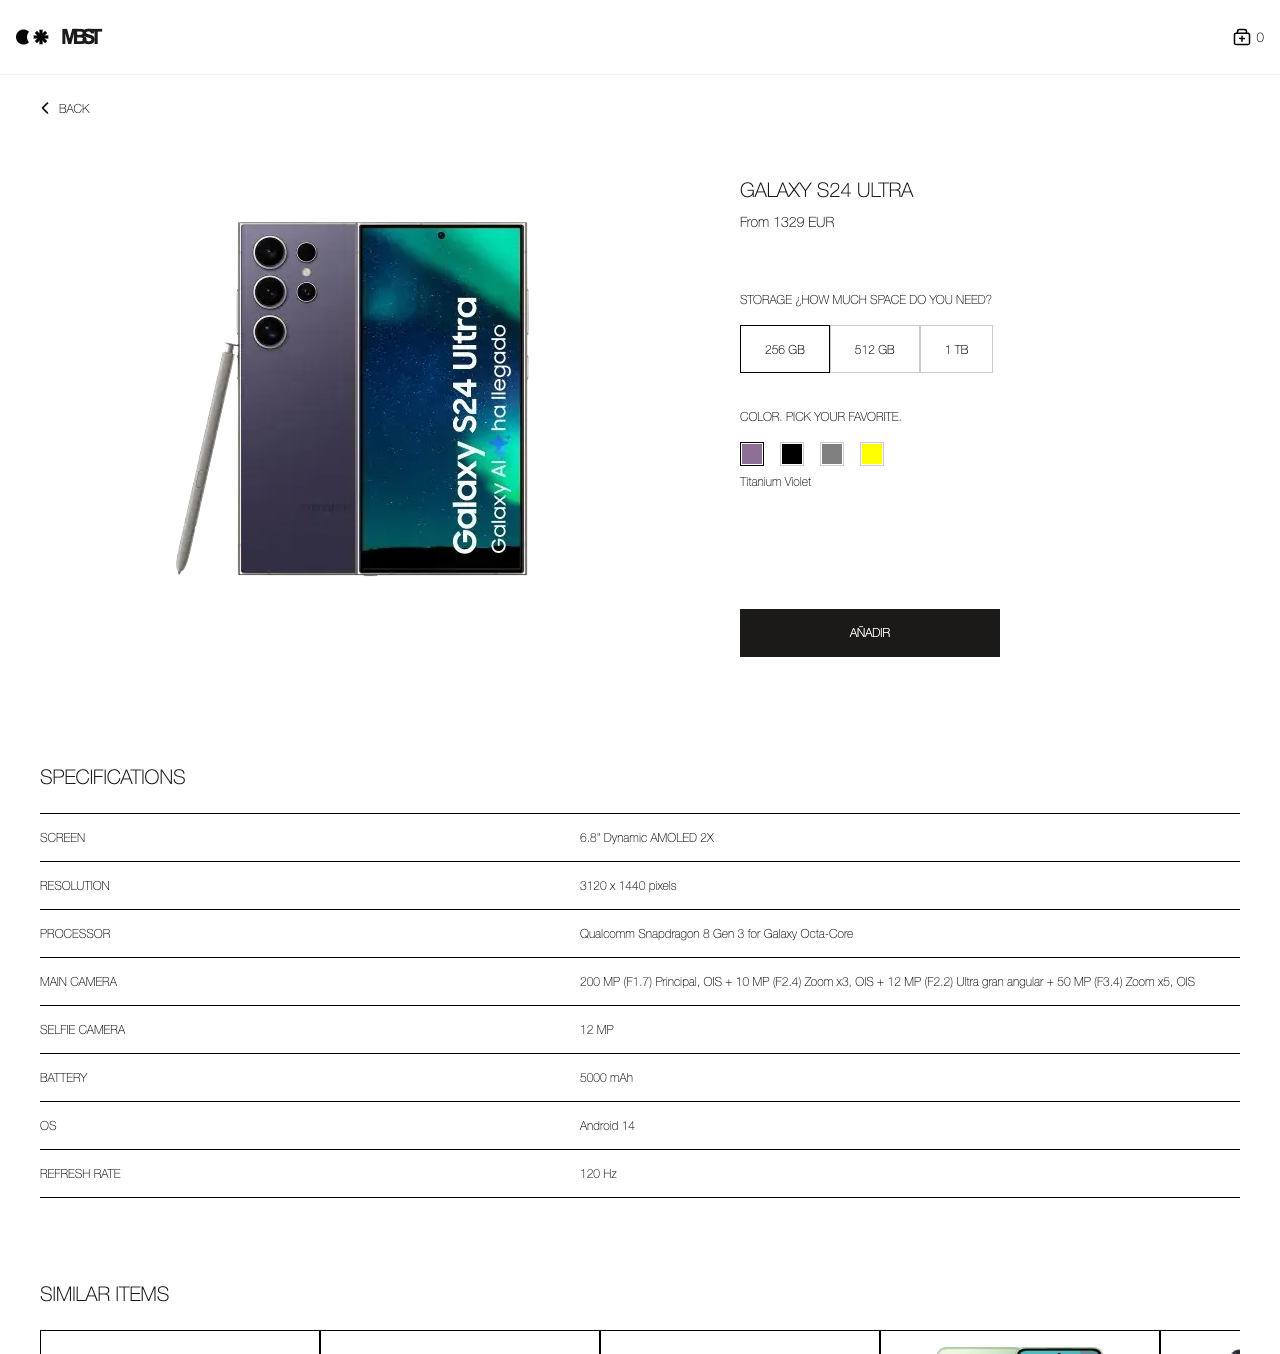 MBST
0
BACK
GALAXY S24 ULTRA
From 1329 EUR
Galaxy S24 Ultra
Galaxy AI ha llegado
STORAGE ¿HOW MUCH SPACE DO YOU NEED?
256 GB
512 GB
1 TB
COLOR. PICK YOUR FAVORITE.
Titanium Violet
AÑADIR
SPECIFICATIONS
SCREEN 6.8" Dynamic AMOLED 2X
RESOLUTION 3120 x 1440 pixels
PROCESSOR Qualcomm Snapdragon 8 Gen 3 for Galaxy Octa-Core
MAIN CAMERA 200 MP (F1.7) Principal, OIS + 10 MP (F2.4) Zoom x3, OIS + 12 MP (F2.2) Ultra gran angular + 50 MP (F3.4) Zoom x5, OIS
SELFIE CAMERA 12 MP
BATTERY 5000 mAh
OS Android 14
REFRESH RATE 120 Hz
SIMILAR ITEMS